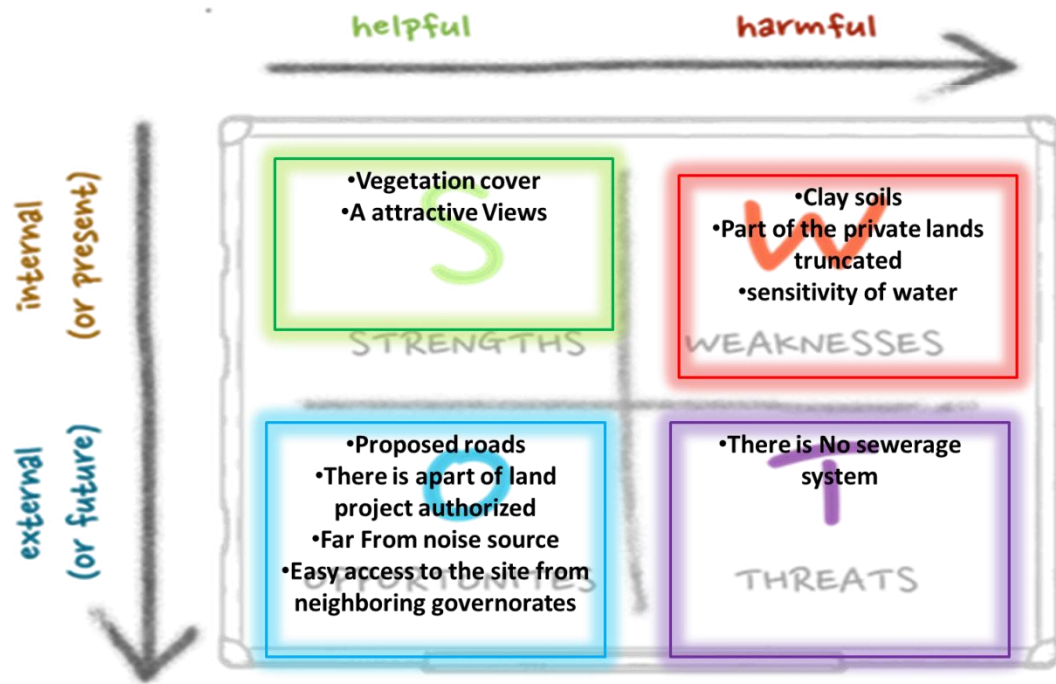 helpful
harmful
internal
(or present)
•Vegetation cover
•A attractive Views
S
STRENGTHS
•Clay soils
•Part of the private lands
truncated
•sensitivity of water
W
WEAKNESSES
external
(or future)
•Proposed roads
•There is apart of land
project authorized
•Far From noise source
•Easy access to the site from
neighboring governorates
O
OPPORTUNITES
•There is No sewerage
system
T
THREATS